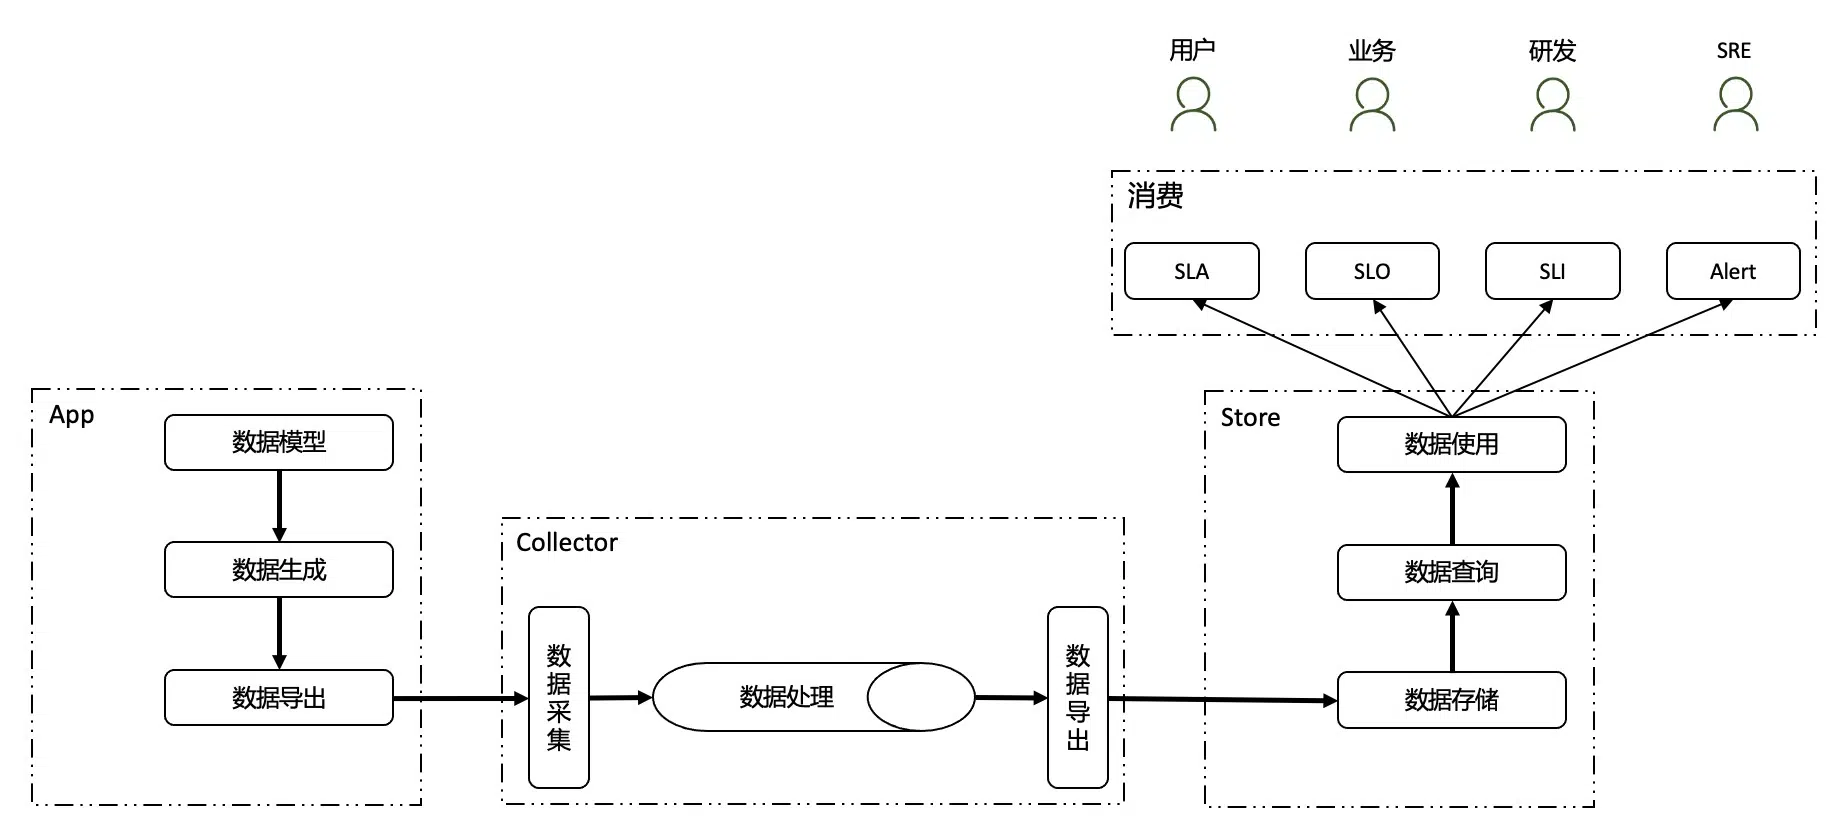 用户
业务
研发
SRE
消费
SLA
SLO
SLI
Alert
App
数据模型
数据生成
数据导出
Collector
数据采集
数据处理
数据导出
Store
数据使用
数据查询
数据存储